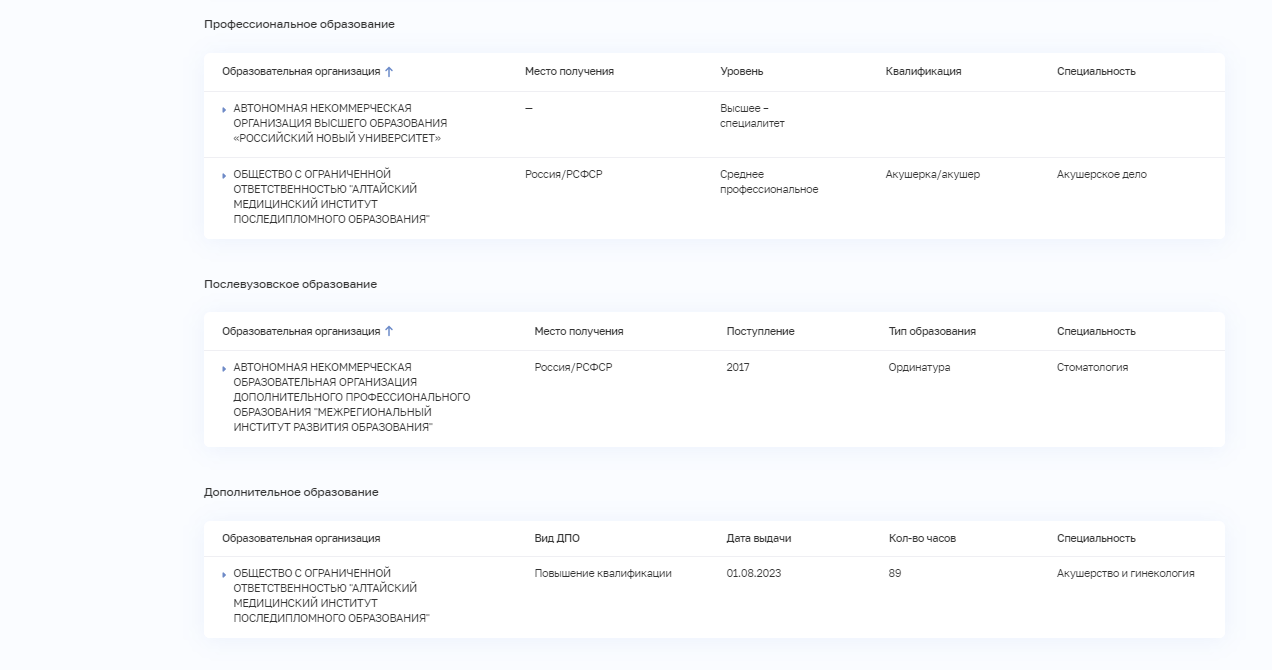 Профессиональное образование
Образовательная организация ↑ Место получения Уровень Квалификация Специальность
АВТОНОМНАЯ НЕКОММЕРЧЕСКАЯ — Высшее –
ОРГАНИЗАЦИЯ ВЫСШЕГО ОБРАЗОВАНИЯ специалитет
«РОССИЙСКИЙ НОВЫЙ УНИВЕРСИТЕТ»
ОБЩЕСТВО С ОГРАНИЧЕННОЙ Россия/РСФСР Среднее Акушерка/акушер Акушерское дело
ОТВЕТСТВЕННОСТЬЮ "АЛТАЙСКИЙ профессиональное
МЕДИЦИНСКИЙ ИНСТИТУТ
ПОСЛЕДИПЛОМНОГО ОБРАЗОВАНИЯ"
Послевузовское образование
Образовательная организация ↑ Место получения Поступление Тип образования Специальность
АВТОНОМНАЯ НЕКОММЕРЧЕСКАЯ Россия/РСФСР 2017 Ординатура Стоматология
ОБРАЗОВАТЕЛЬНАЯ ОРГАНИЗАЦИЯ
ДОПОЛНИТЕЛЬНОГО ПРОФЕССИОНАЛЬНОГО
ОБРАЗОВАНИЯ "МЕЖРЕГИОНАЛЬНЫЙ
ИНСТИТУТ РАЗВИТИЯ ОБРАЗОВАНИЯ"
Дополнительное образование
Образовательная организация Вид ДПО Дата выдачи Кол-во часов Специальность
ОБЩЕСТВО С ОГРАНИЧЕННОЙ Повышение квалификации 01.08.2023 89 Акушерство и гинекология
ОТВЕТСТВЕННОСТЬЮ "АЛТАЙСКИЙ
МЕДИЦИНСКИЙ ИНСТИТУТ
ПОСЛЕДИПЛОМНОГО ОБРАЗОВАНИЯ"